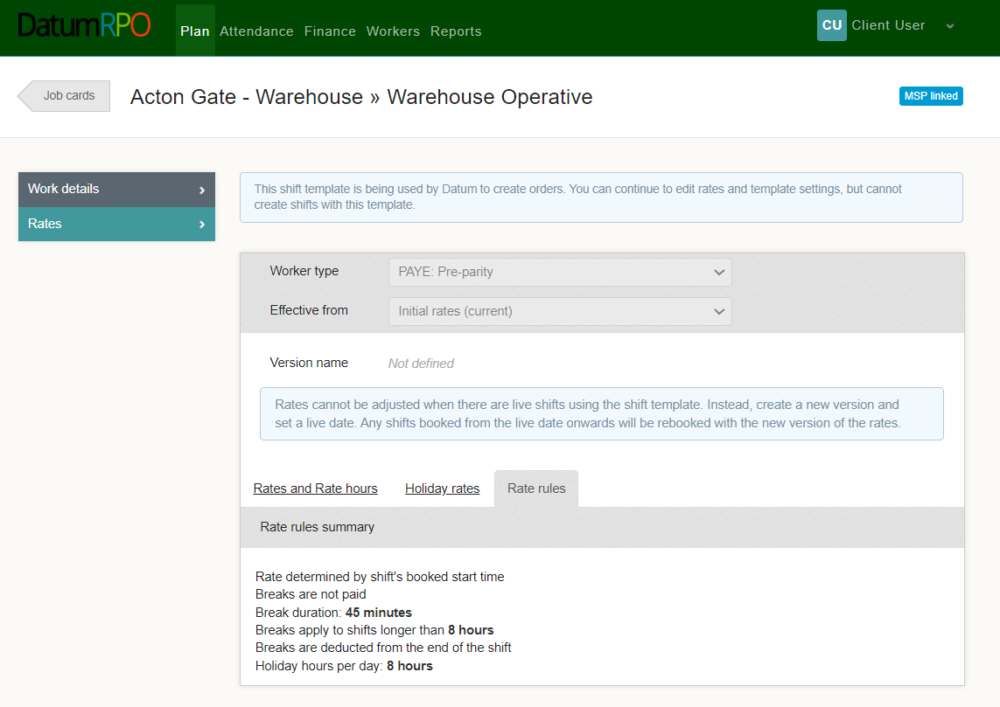 DatumRPO
Plan Attendance Finance Workers Reports
CU Client User
Job cards
Acton Gate - Warehouse » Warehouse Operative
MSP linked
Work details
Rates
This shift template is being used by Datum to create orders. You can continue to edit rates and template settings, but cannot
create shifts with this template.
Worker type PAYE: Pre-parity
Effective from Initial rates (current)
Version name Not defined
Rates cannot be adjusted when there are live shifts using the shift template. Instead, create a new version and
set a live date. Any shifts booked from the live date onwards will be rebooked with the new version of the rates.
Rates and Rate hours Holiday rates Rate rules
Rate rules summary
Rate determined by shift's booked start time
Breaks are not paid
Break duration: 45 minutes
Breaks apply to shifts longer than 8 hours
Breaks are deducted from the end of the shift
Holiday hours per day: 8 hours